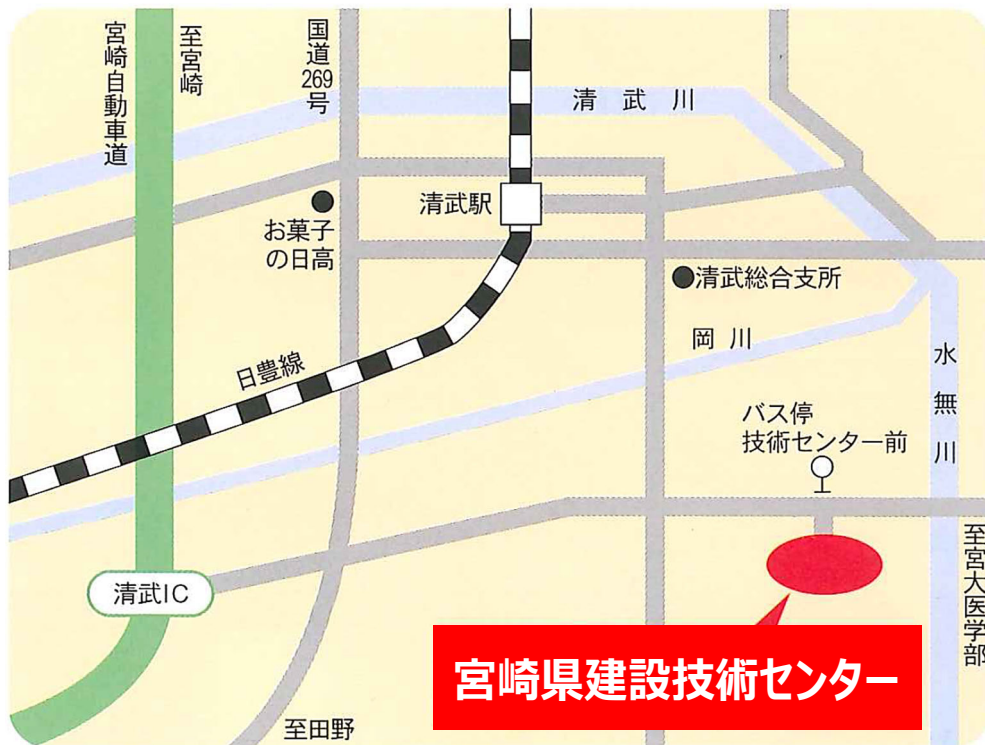 宮崎自動車道
至宮崎
国道269号
清武川
清武駅
お菓子
の日高
清武総合支所
岡川
日豊線
水無川
バス停
技術センター前
清武IC
至宮大医学部
宮崎県建設技術センター
至田野